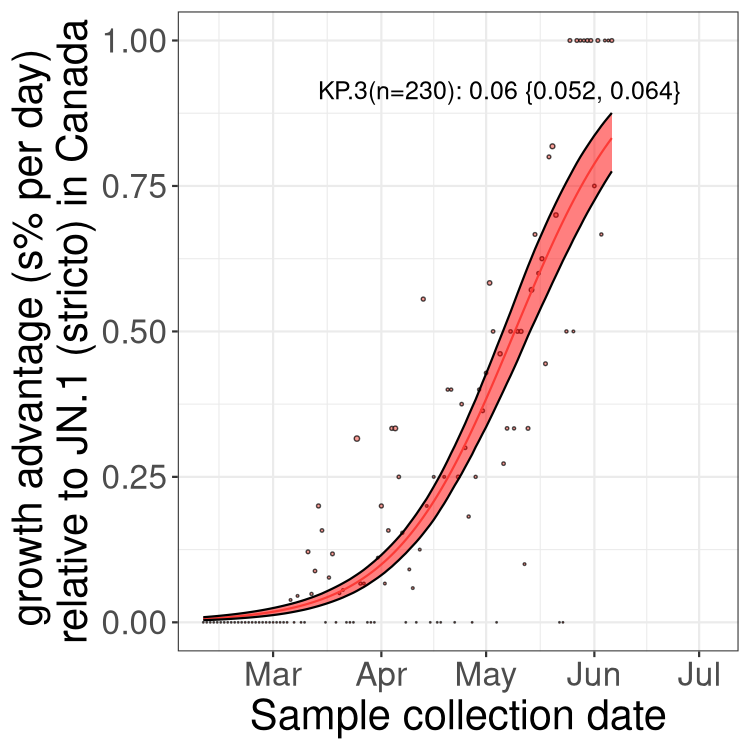 growth advantage (s% per day)
relative to JN.1 (stricto) in Canada
1.00
0.75
0.50
0.25
0.00
KP.3(n=230): 0.06 {0.052, 0.064}
Mar Apr May Jun Jul
Sample collection date